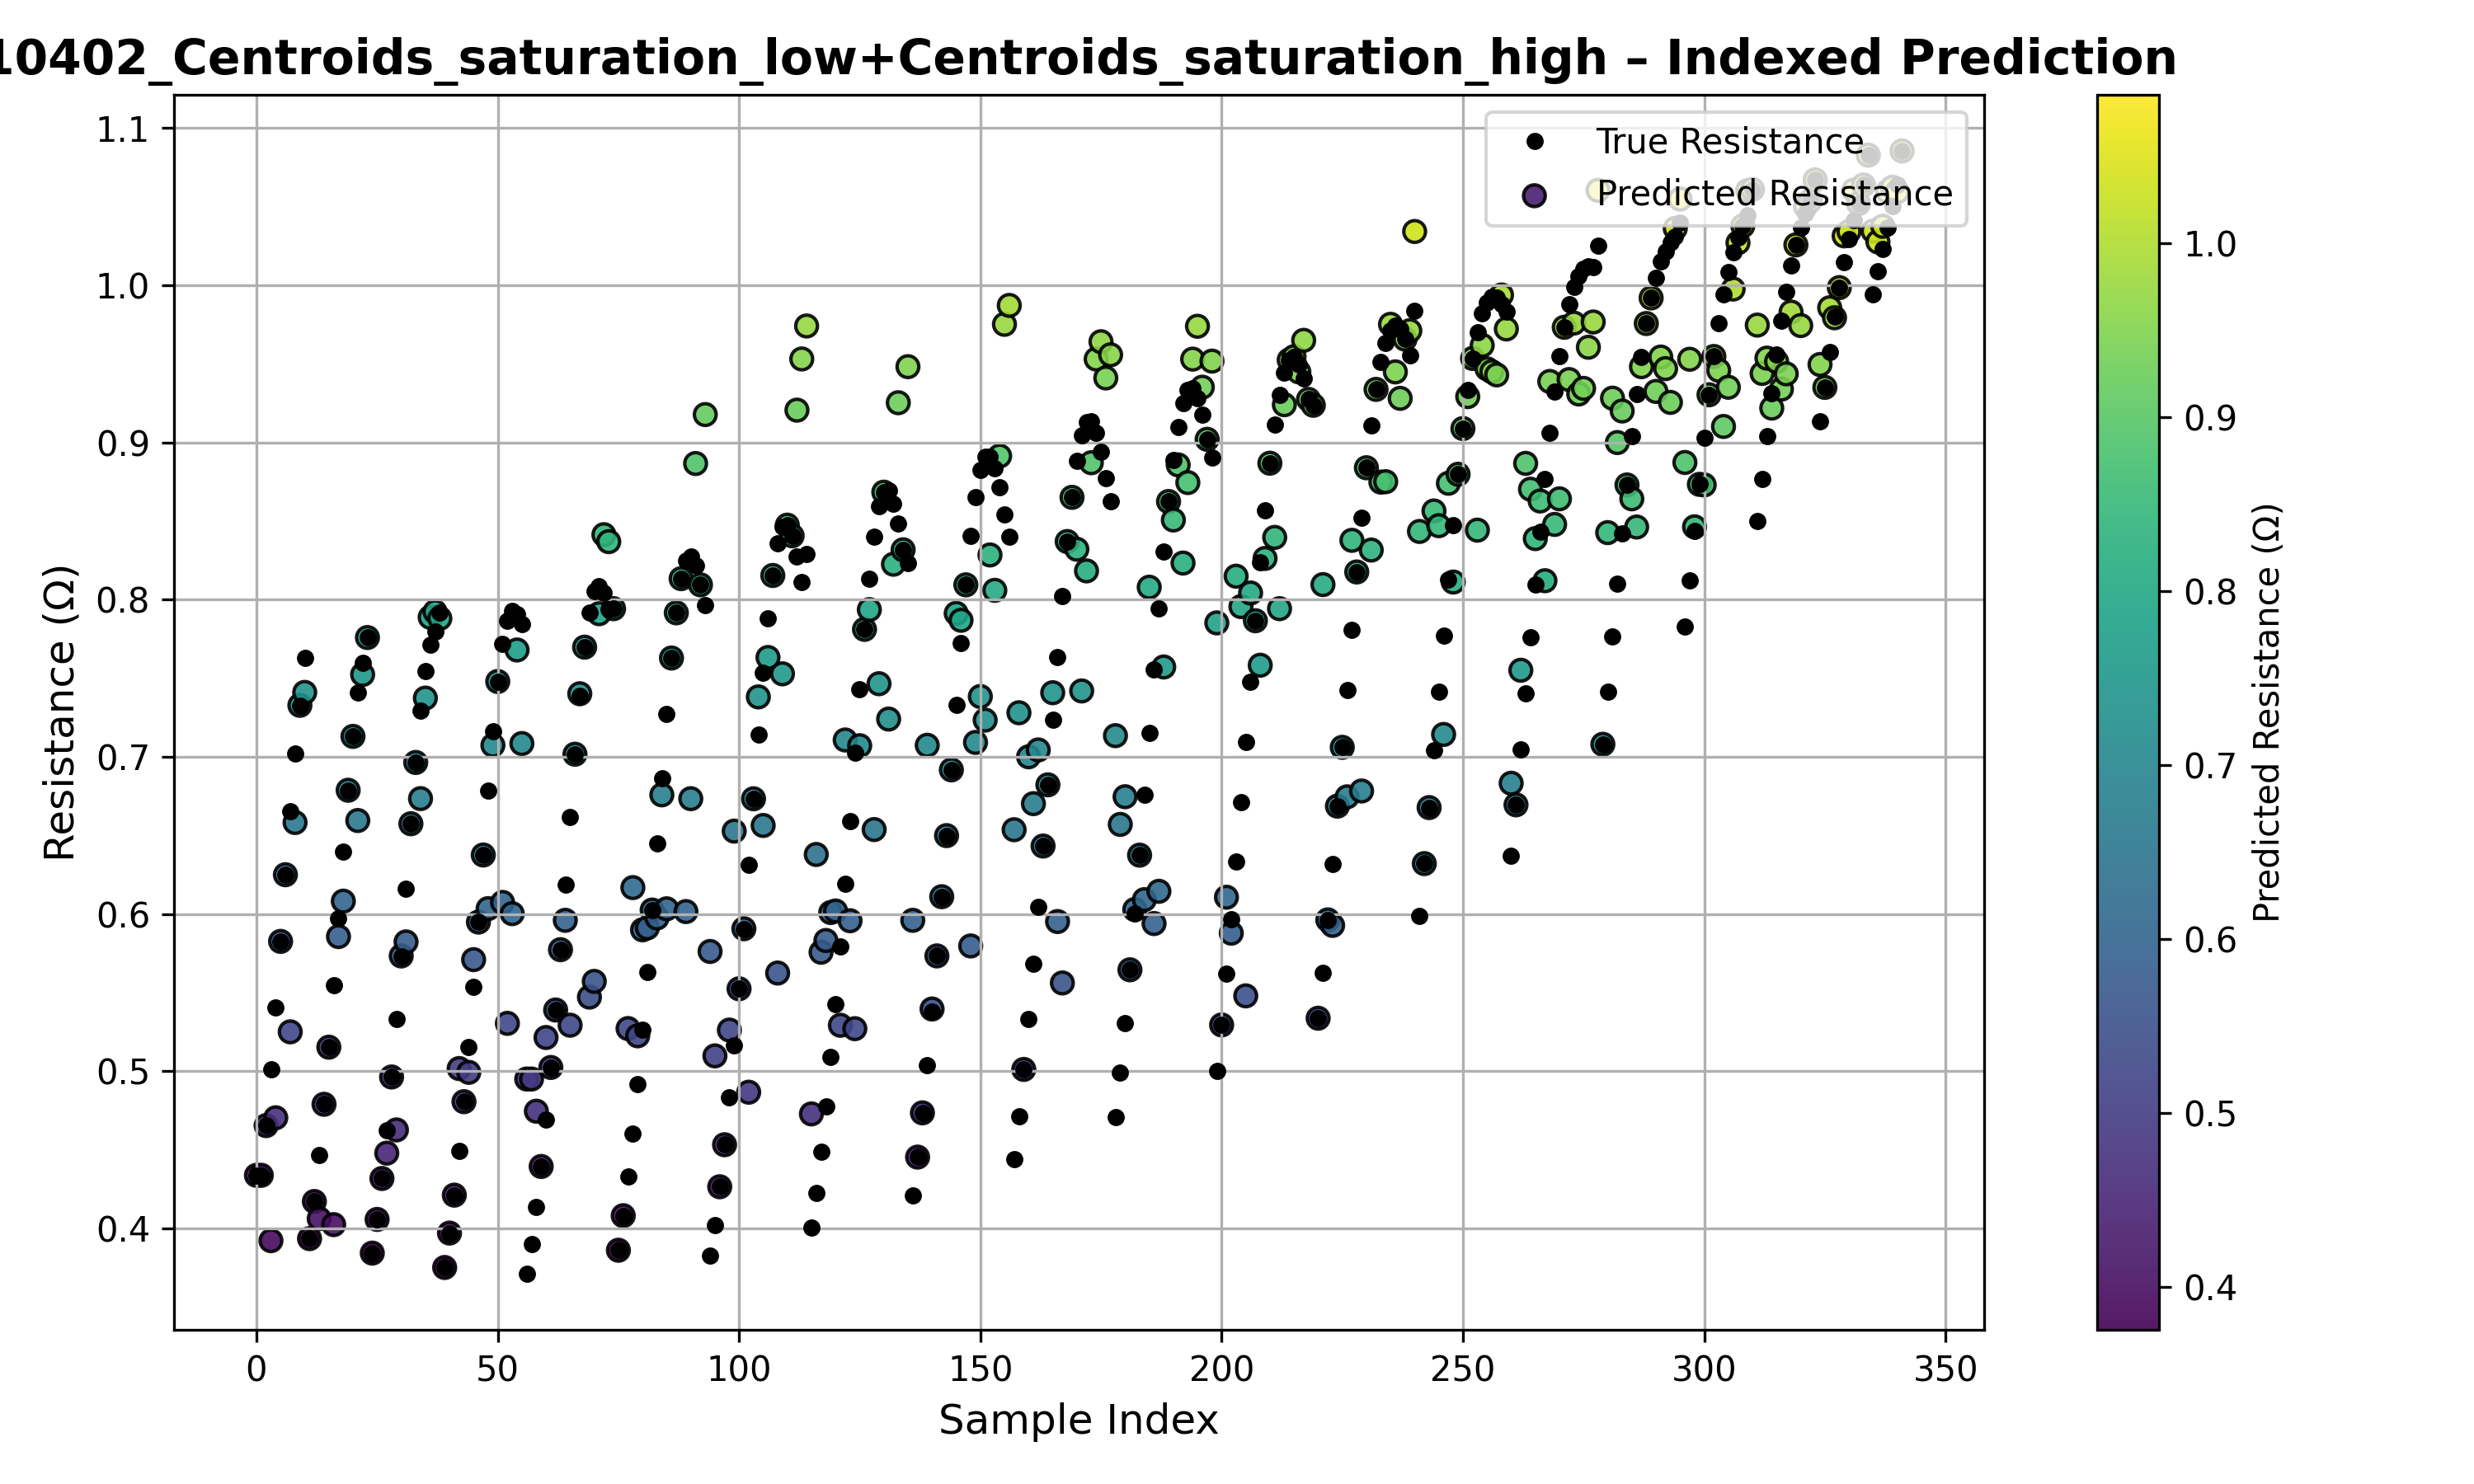 10402_Centroids_saturation_low+Centroids_saturation_high – Indexed Prediction
True Resistance
Predicted Resistance
1.1
1.0
0.9
0.8
0.7
0.6
0.5
0.4
Resistance (Ω)
0 50 100 150 200 250 300 350
Sample Index
1.0
0.9
0.8
0.7
0.6
0.5
0.4
Predicted Resistance (Ω)